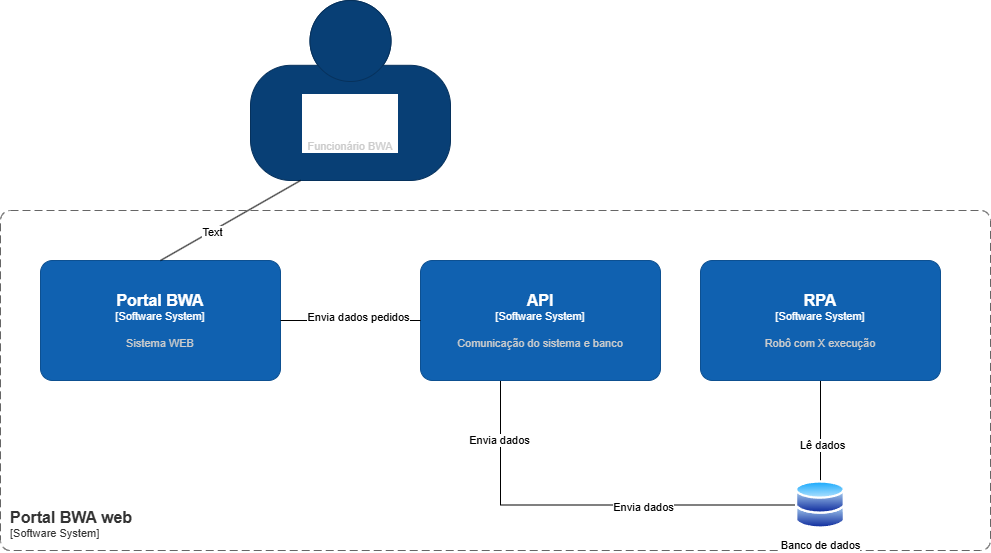 Funcionário BWA
Text
Portal BWA
[Software System]
Sistema WEB
Envia dados pedidos
API
[Software System]
Comunicação do sistema e banco
RPA
[Software System]
Robô com X execução
Envia dados
Lê dados
Envia dados
Portal BWA web
[Software System]
Banco de dados